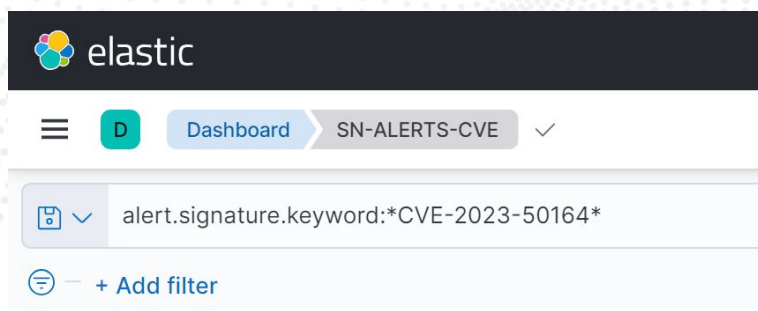 elastic
D Dashboard SN-ALERTS-CVE
alert.signature.keyword:*CVE-2023-50164*
+ Add filter